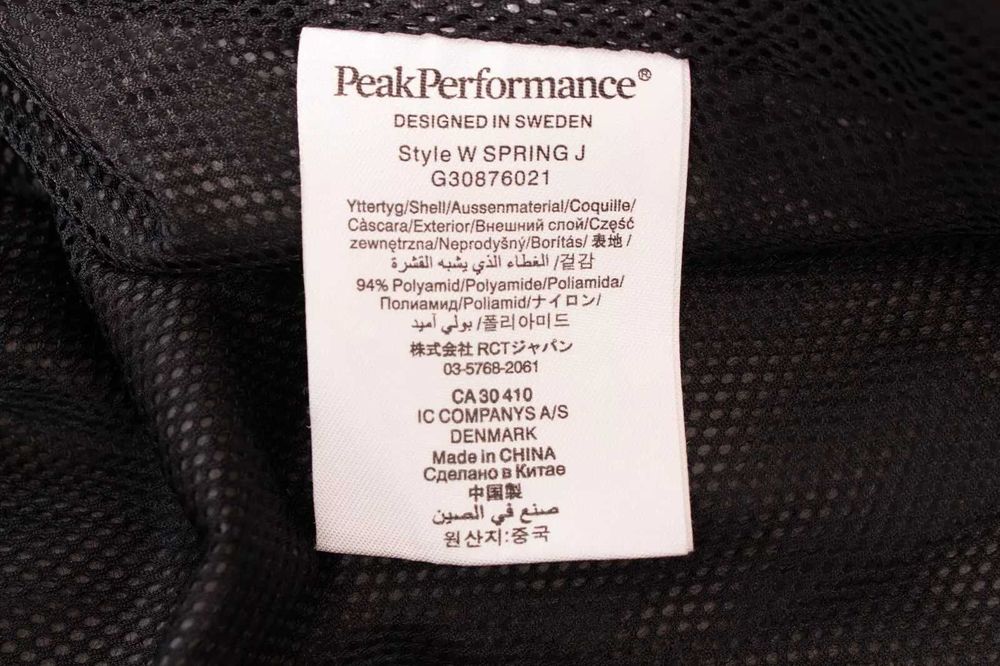 PeakPerformance®
DESIGNED IN SWEDEN
Style W SPRING J
G30876021
Yttertyg/Shell/Aussenmaterial/Coquille/
Càscara/Exterior/Внешний слой/Część
zewnętrzna/Neprodyšný/Borítás/表地/
الغطاء الذي يشبه القشرة/겉감
94% Polyamid/Polyamide/Poliamida/
Полиамид/Poliamid/ナイロン/
بولي آميد/폴리아미드
株式会社 RCTジャパン
03-5768-2061
CA 30 410
IC COMPANYS A/S
DENMARK
Made in CHINA
Сделано в Китае
中国製
صنع في الصين
원산지:중국